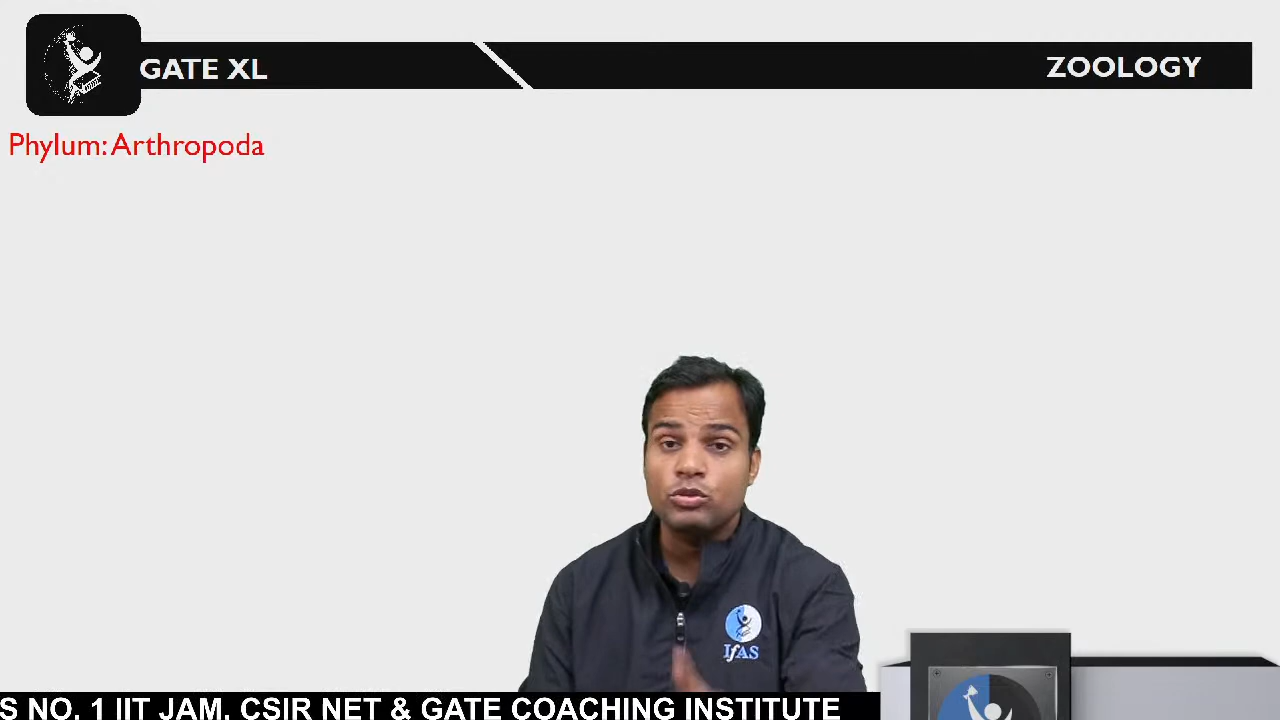 GATE XL
ZOOLOGY
Phylum: Arthropoda
IfAS
S NO. 1 IIT JAM, CSIR NET & GATE COACHING INSTITUTE